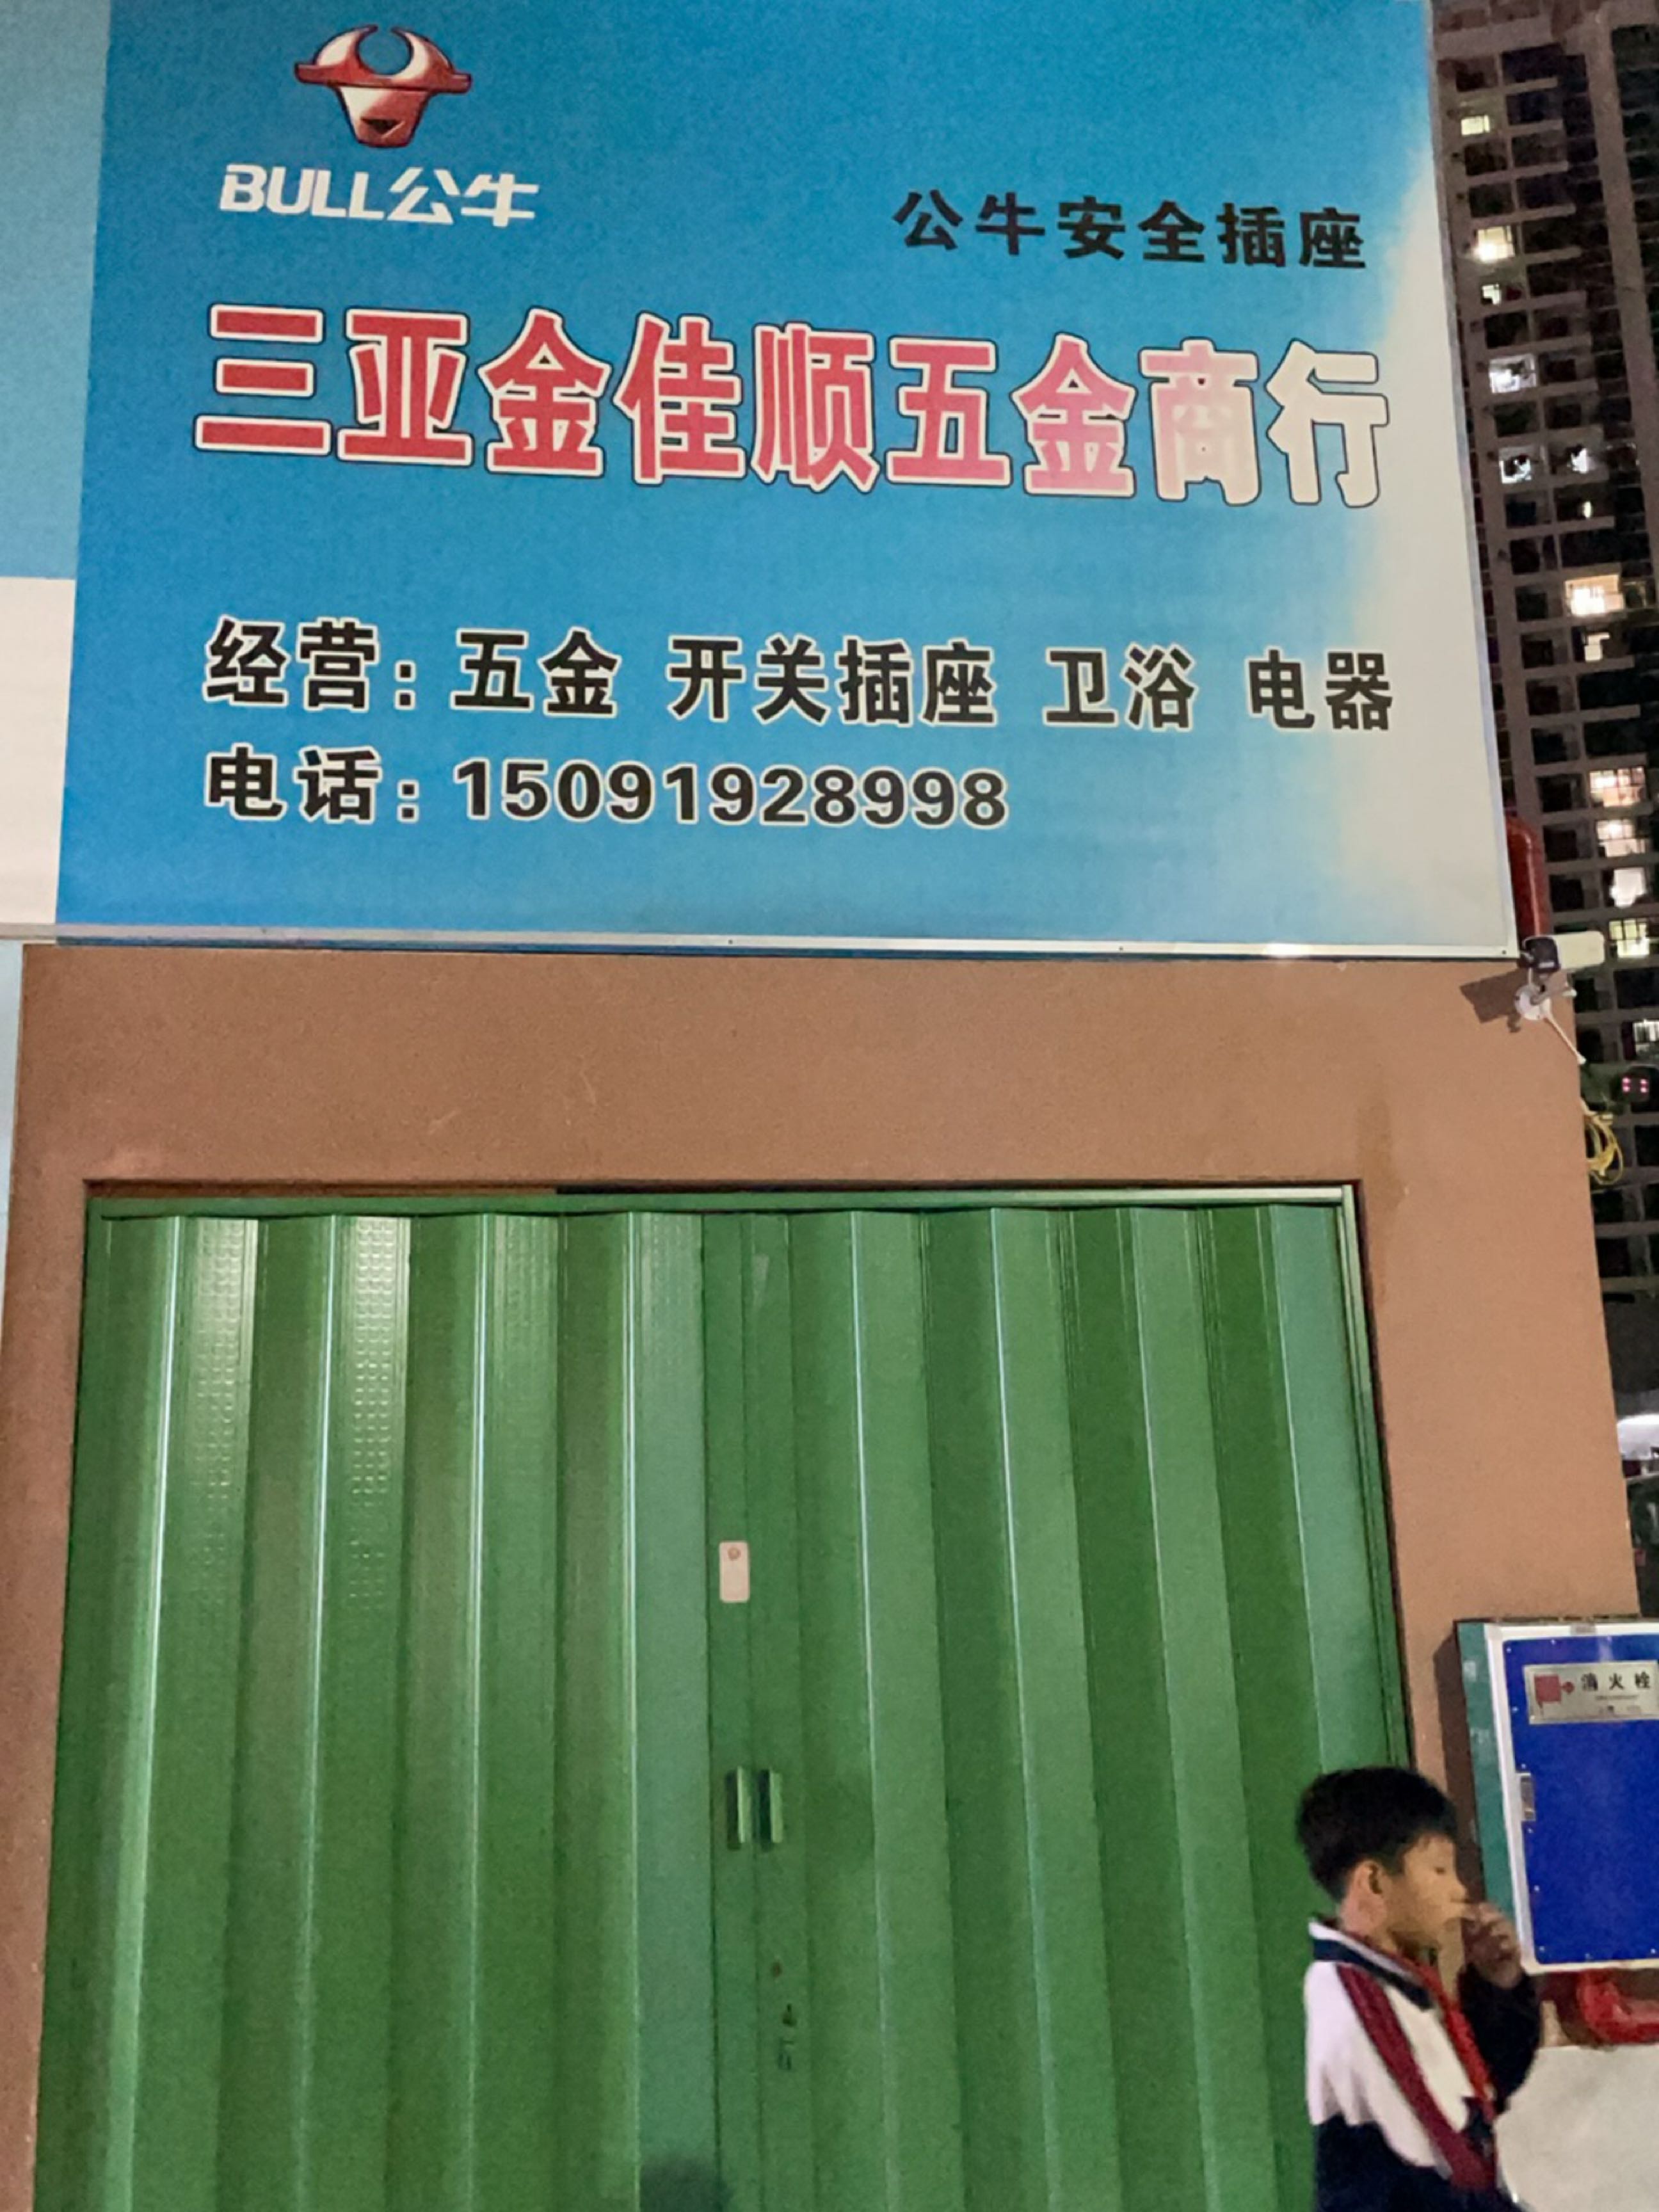 BULL公牛
公牛安全插座
三亚金佳顺五金商行
经营：五金 开关插座 卫浴 电器
电话：15091928998
消火栓